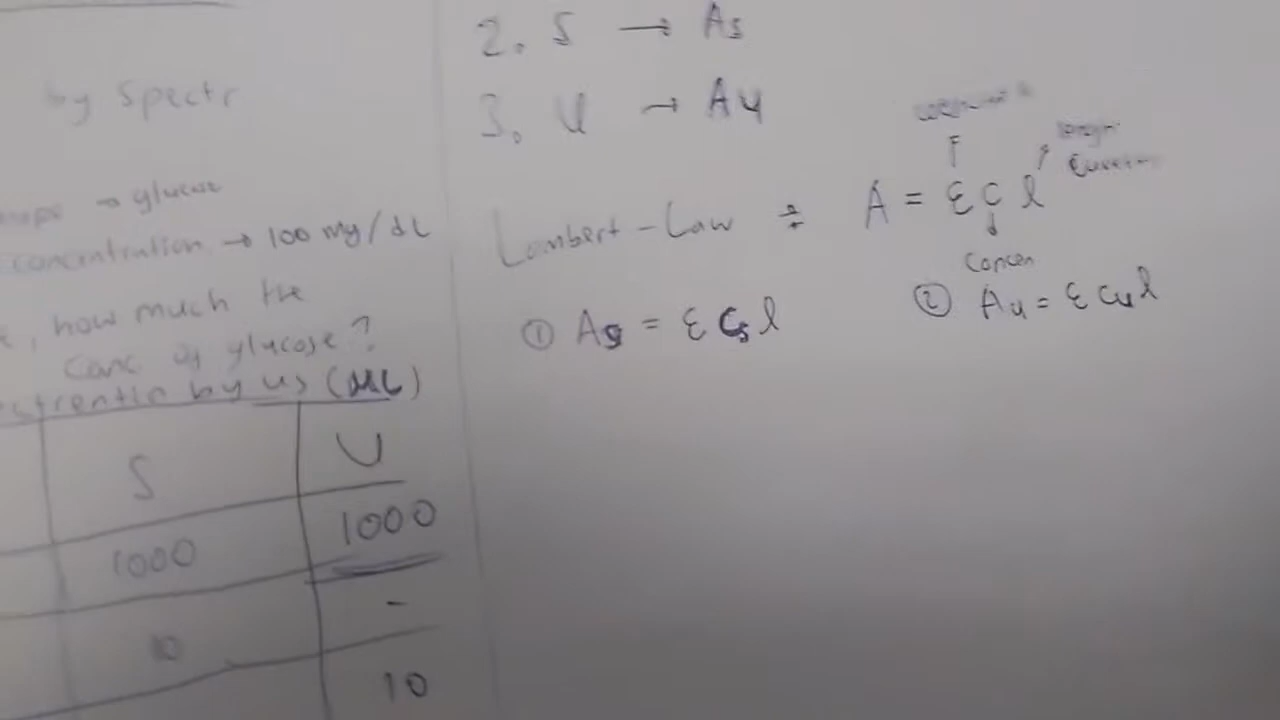 by Spectr
→ glucose
concentration → 100 mg/dL
, how much the
conc of glucose?
by us (ML)
S U
1000 1000
10 -
10
2. S → As
3. U → Au
Lambert - Law ÷ A = ε C l
Concen
① As = ε Cs l
② Au = ε Cu l